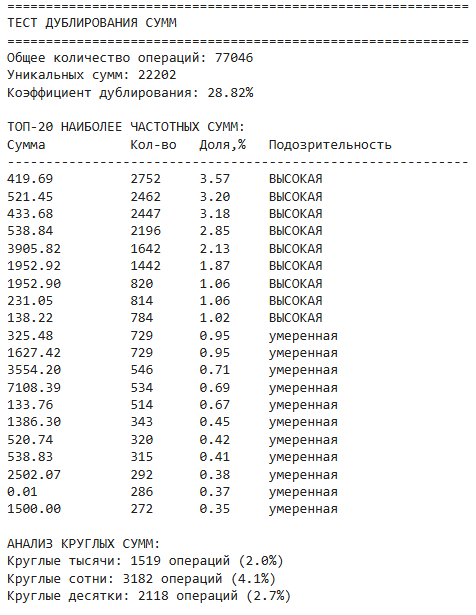 ============================================================
ТЕСТ ДУБЛИРОВАНИЯ СУММ
============================================================
Общее количество операций: 77046
Уникальных сумм: 22202
Коэффициент дублирования: 28.82%
ТОП-20 НАИБОЛЕЕ ЧАСТОТНЫХ СУММ:
Сумма Кол-во Доля,% Подозрительность
------------------------------------------------------------
419.69 2752 3.57 ВЫСОКАЯ
521.45 2462 3.20 ВЫСОКАЯ
433.68 2447 3.18 ВЫСОКАЯ
538.84 2196 2.85 ВЫСОКАЯ
3905.82 1642 2.13 ВЫСОКАЯ
1952.92 1442 1.87 ВЫСОКАЯ
1952.90 820 1.06 ВЫСОКАЯ
231.05 814 1.06 ВЫСОКАЯ
138.22 784 1.02 ВЫСОКАЯ
325.48 729 0.95 умеренная
1627.42 729 0.95 умеренная
3554.20 546 0.71 умеренная
7108.39 534 0.69 умеренная
133.76 514 0.67 умеренная
1386.30 343 0.45 умеренная
520.74 320 0.42 умеренная
538.83 315 0.41 умеренная
2502.07 292 0.38 умеренная
0.01 286 0.37 умеренная
1500.00 272 0.35 умеренная
АНАЛИЗ КРУГЛЫХ СУММ:
Круглые тысячи: 1519 операций (2.0%)
Круглые сотни: 3182 операций (4.1%)
Круглые десятки: 2118 операций (2.7%)